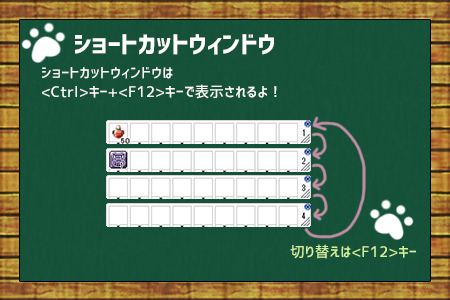 ショートカットウィンドウ
ショートカットウィンドウは
<Ctrl>キー+<F12>キーで表示されるよ！
50
1
2
3
4
切り替えは<F12>キー